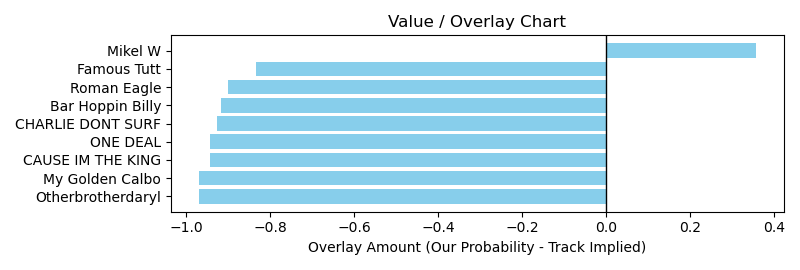 Value / Overlay Chart
Mikel W
Famous Tutt
Roman Eagle
Bar Hoppin Billy
CHARLIE DONT SURF
ONE DEAL
CAUSE IM THE KING
My Golden Calbo
Otherbrotherdaryl
−1.0 −0.8 −0.6 −0.4 −0.2 0.0 0.2 0.4
Overlay Amount (Our Probability - Track Implied)